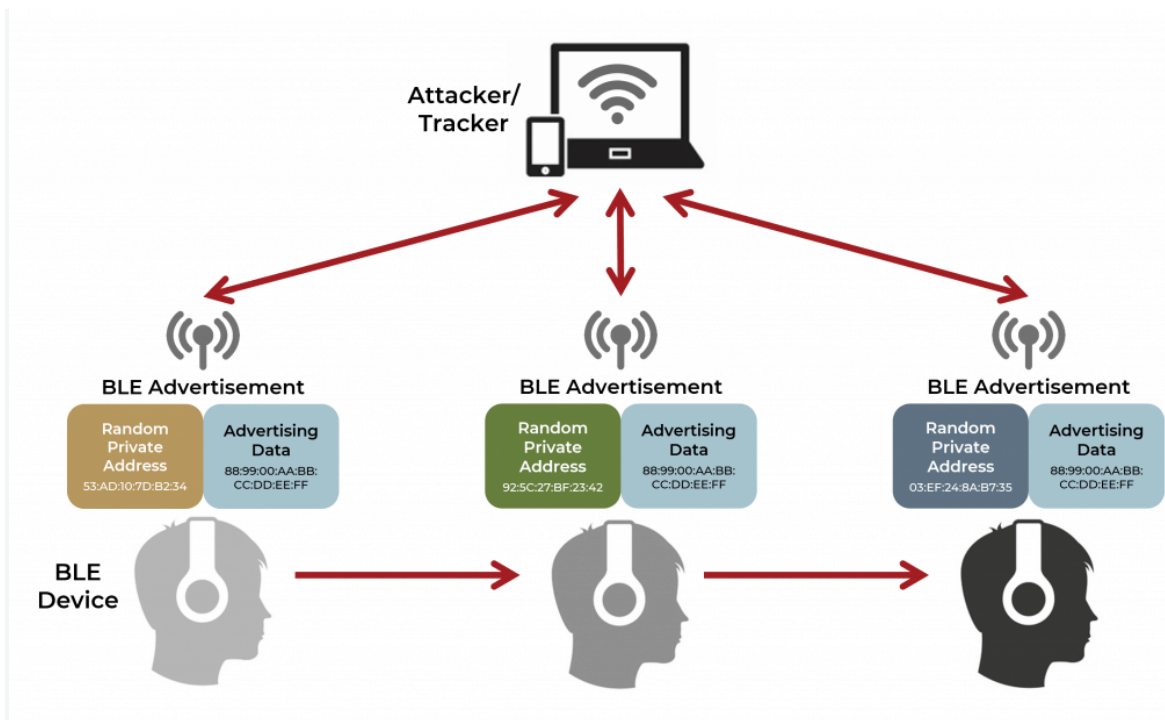 Attacker/
Tracker
BLE Advertisement
Random
Private
Address
53:AD:10:7D:B2:34
Advertising
Data
88:99:00:AA:BB:
CC:DD:EE:FF
BLE Advertisement
Random
Private
Address
92:5C:27:BF:23:42
Advertising
Data
88:99:00:AA:BB:
CC:DD:EE:FF
BLE Advertisement
Random
Private
Address
03:EF:24:8A:B7:35
Advertising
Data
88:99:00:AA:BB:
CC:DD:EE:FF
BLE
Device